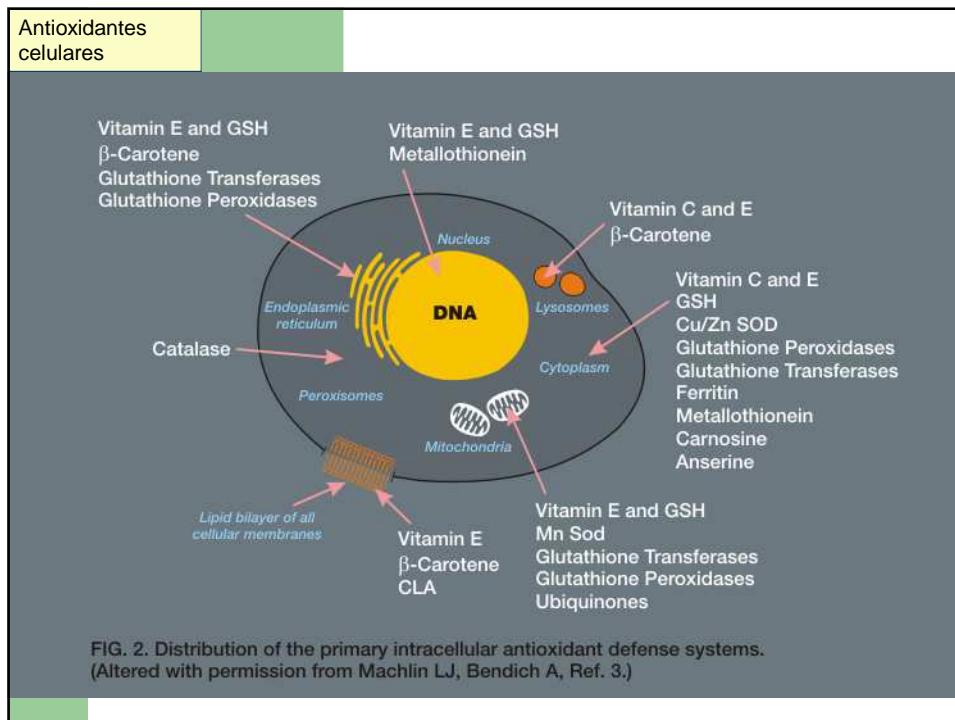 Antioxidantes
celulares
Vitamin E and GSH
β-Carotene
Glutathione Transferases
Glutathione Peroxidases
Vitamin E and GSH
Metallothionein
Vitamin C and E
β-Carotene
Nucleus
Endoplasmic
reticulum
DNA
Lysosomes
Vitamin C and E
GSH
Cu/Zn SOD
Glutathione Peroxidases
Glutathione Transferases
Ferritin
Metallothionein
Carnosine
Anserine
Catalase
Cytoplasm
Peroxisomes
Mitochondria
Lipid bilayer of all
cellular membranes
Vitamin E
β-Carotene
CLA
Vitamin E and GSH
Mn Sod
Glutathione Transferases
Glutathione Peroxidases
Ubiquinones
FIG. 2. Distribution of the primary intracellular antioxidant defense systems.
(Altered with permission from Machlin LJ, Bendich A, Ref. 3.)